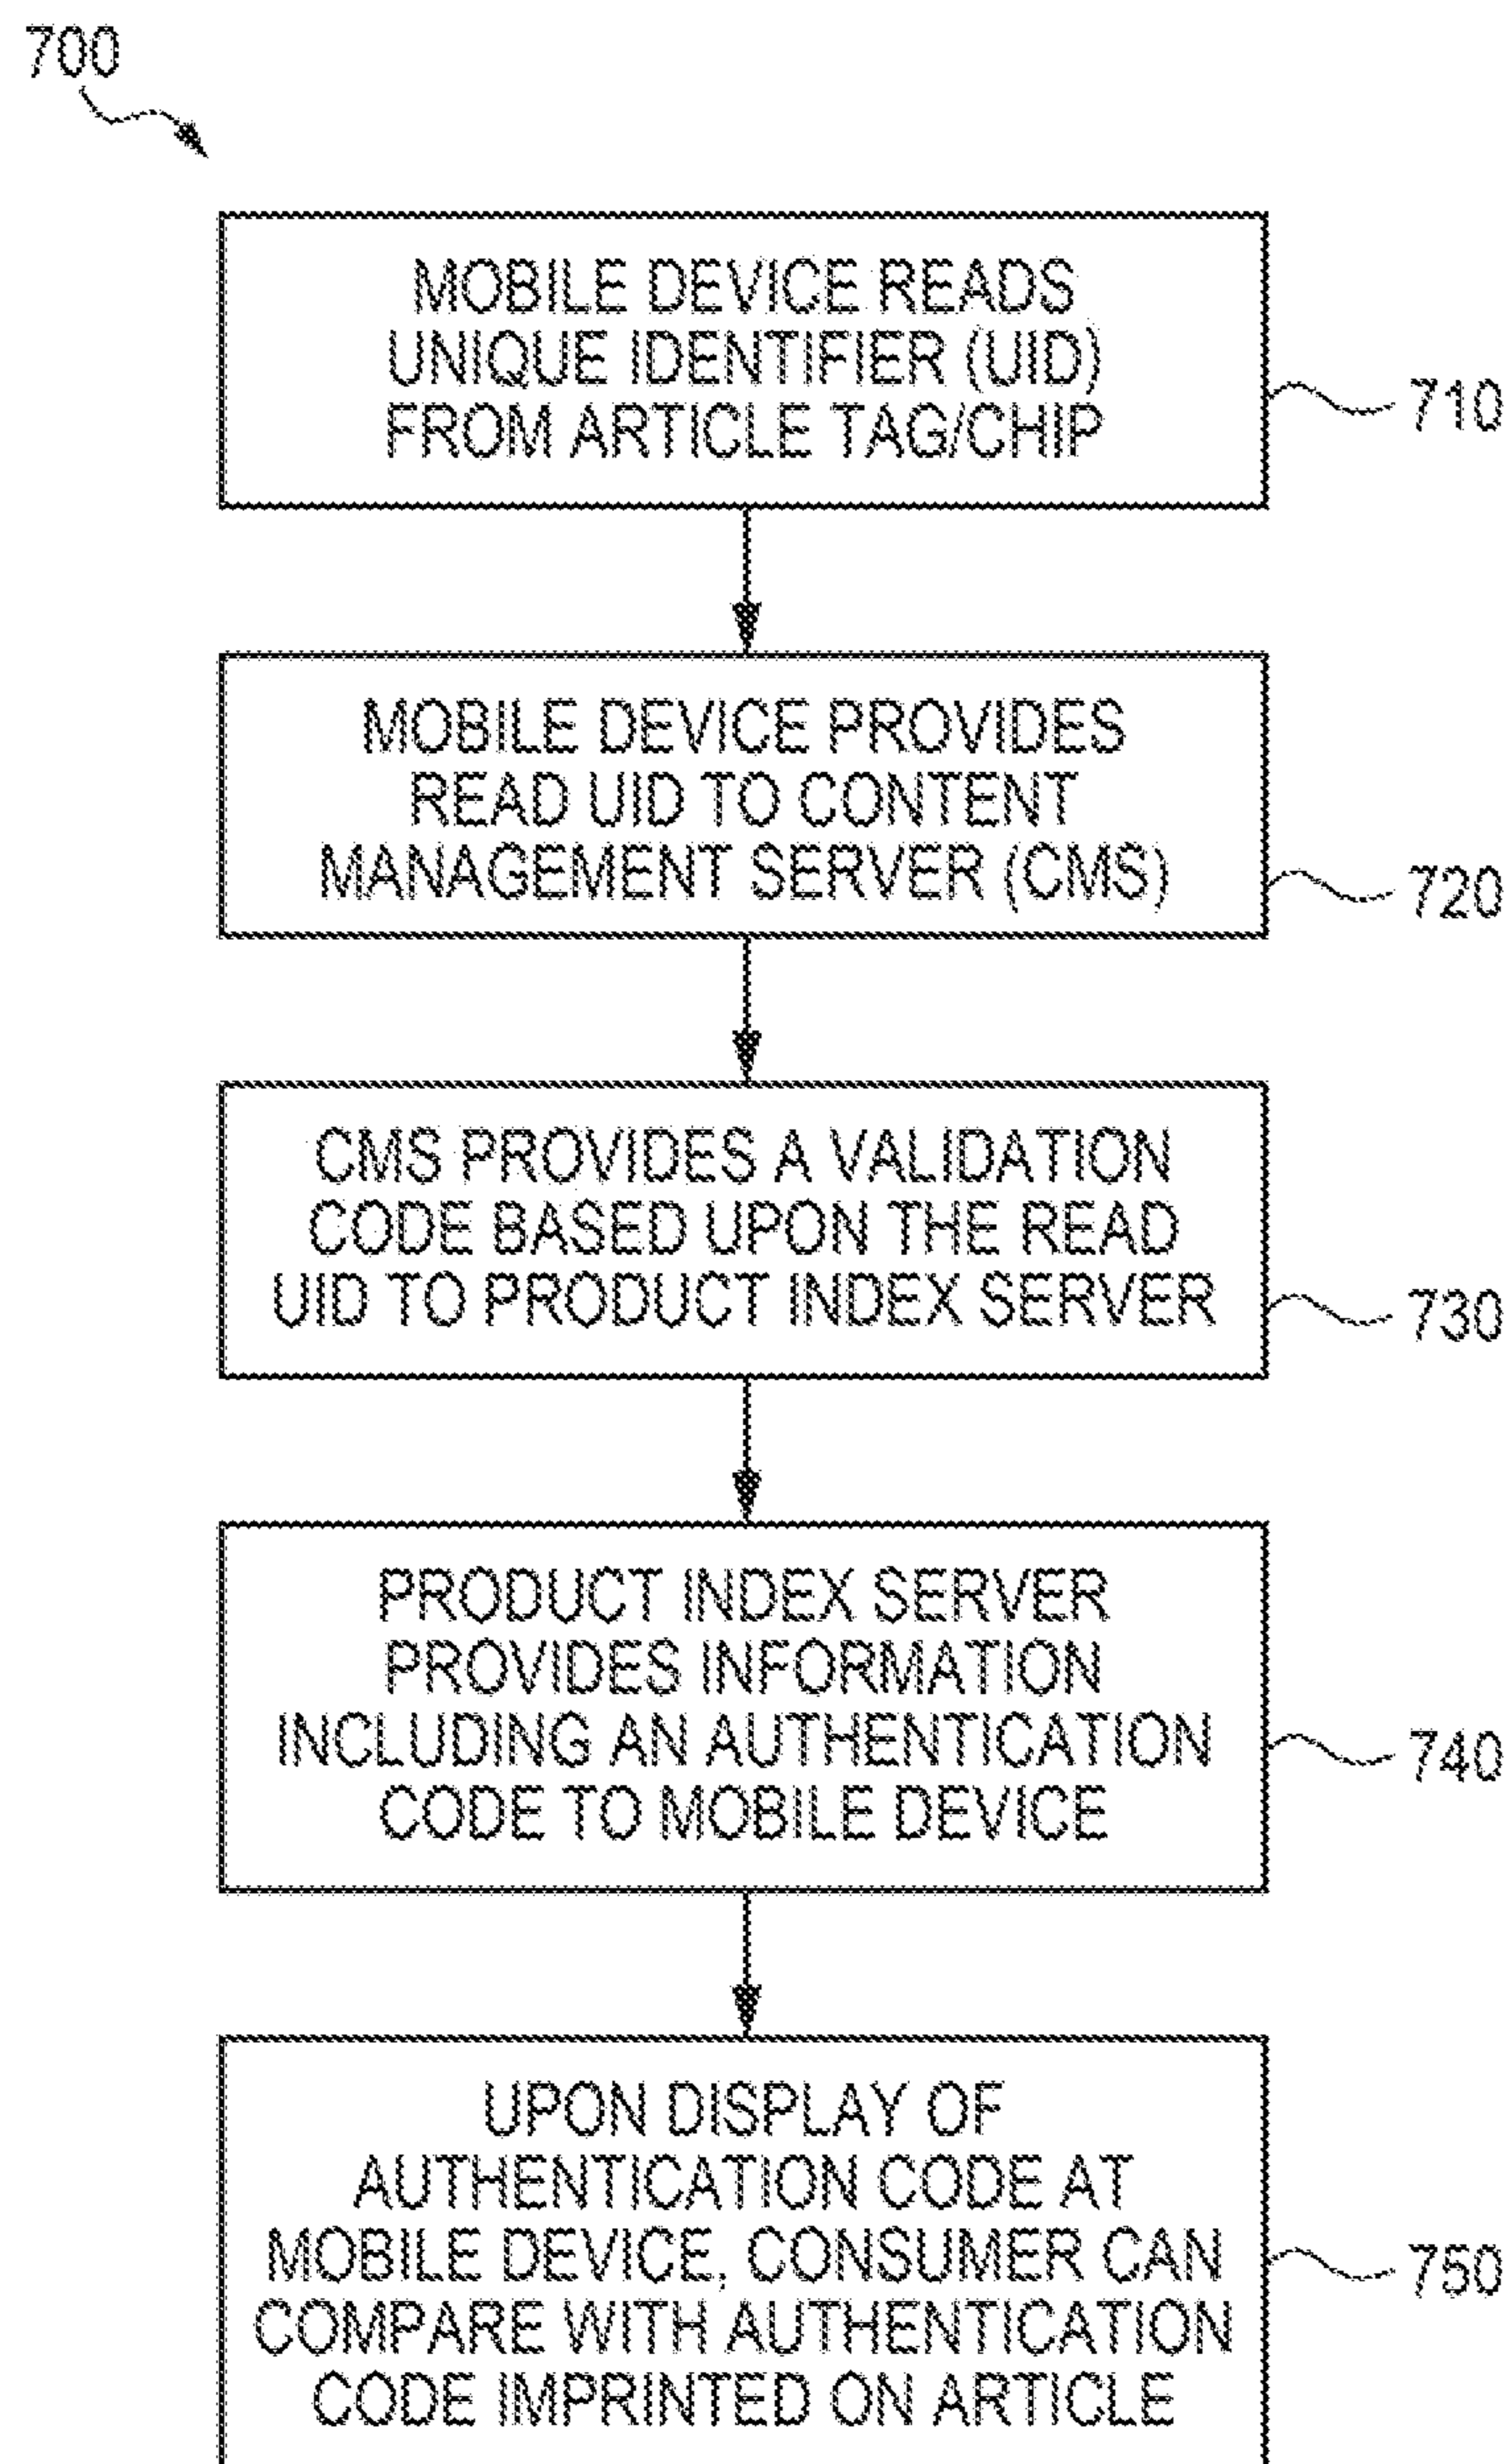 700
MOBILE DEVICE READS
UNIQUE IDENTIFIER (UID)
FROM ARTICLE TAG/CHIP
710
MOBILE DEVICE PROVIDES
READ UID TO CONTENT
MANAGEMENT SERVER (CMS)
720
CMS PROVIDES A VALIDATION
CODE BASED UPON THE READ
UID TO PRODUCT INDEX SERVER
730
PRODUCT INDEX SERVER
PROVIDES INFORMATION
INCLUDING AN AUTHENTICATION
CODE TO MOBILE DEVICE
740
UPON DISPLAY OF
AUTHENTICATION CODE AT
MOBILE DEVICE, CONSUMER CAN
COMPARE WITH AUTHENTICATION
CODE IMPRINTED ON ARTICLE
750